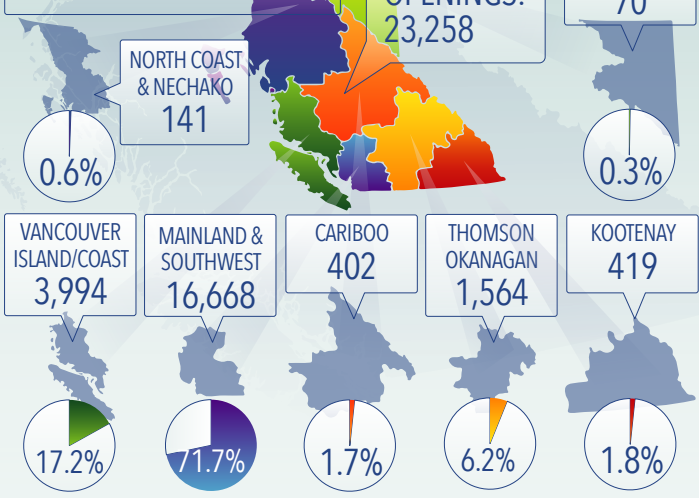 OPENINGS:
23,258
70
NORTH COAST
& NECHAKO
141
0.6%
0.3%
VANCOUVER
ISLAND/COAST
3,994
MAINLAND &
SOUTHWEST
16,668
CARIBOO
402
THOMSON
OKANAGAN
1,564
KOOTENAY
419
17.2%
71.7%
1.7%
6.2%
1.8%